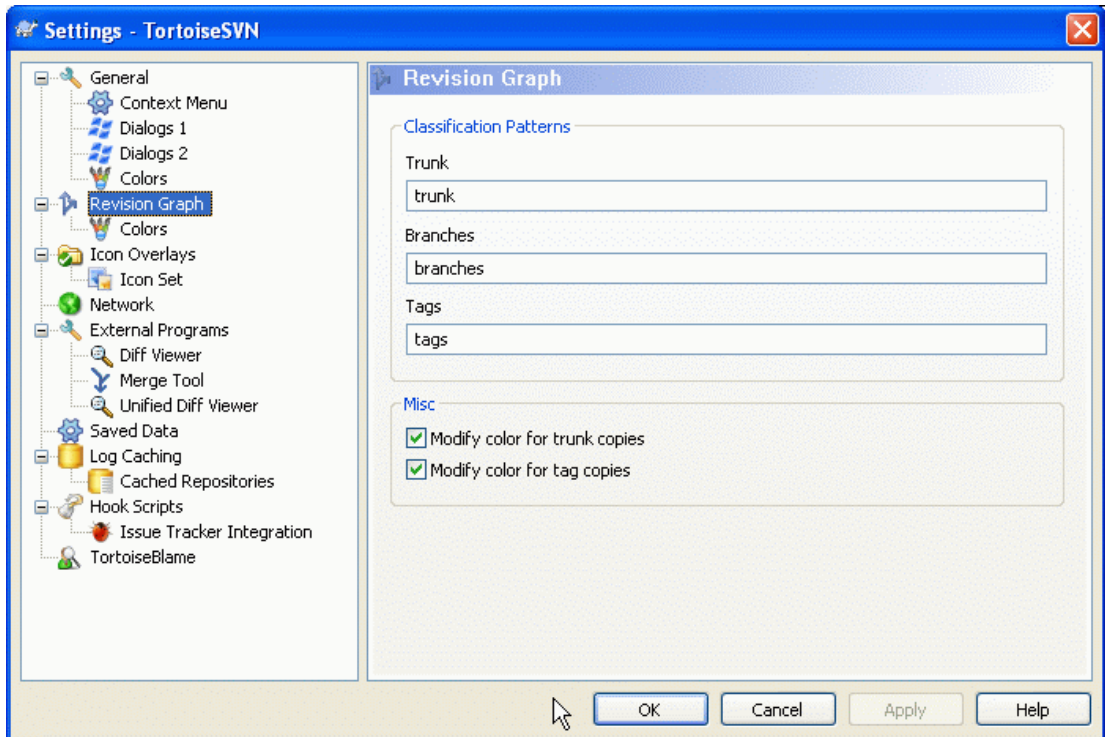 Settings - TortoiseSVN
General
Context Menu
Dialogs 1
Dialogs 2
Colors
Revision Graph
Colors
Icon Overlays
Icon Set
Network
External Programs
Diff Viewer
Merge Tool
Unified Diff Viewer
Saved Data
Log Caching
Cached Repositories
Hook Scripts
Issue Tracker Integration
TortoiseBlame
Revision Graph
Classification Patterns
Trunk
trunk
Branches
branches
Tags
tags
Misc
Modify color for trunk copies
Modify color for tag copies
OK
Cancel
Apply
Help